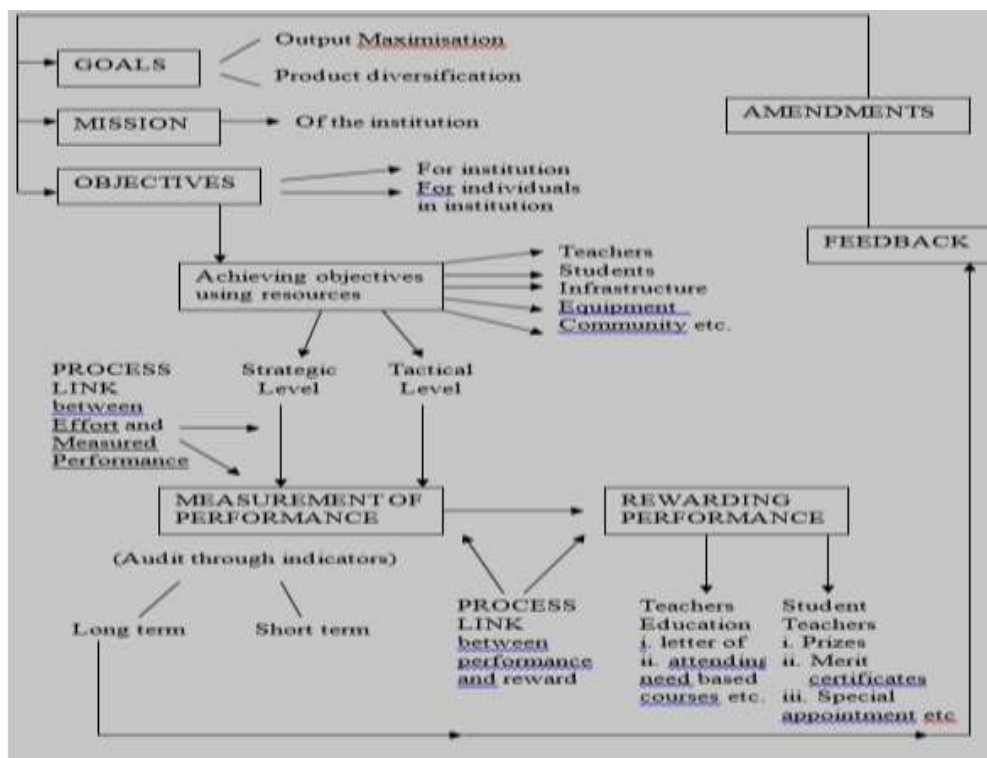 GOALS
Output Maximisation
Product diversification
MISSION
Of the institution
AMENDMENTS
OBJECTIVES
For institution
For individuals
in institution
FEEDBACK
Achieving objectives
using resources
Teachers
Students
Infrastructure
Equipment
Community etc.
PROCESS
LINK
between
Effort and
Measured
Performance
Strategic
Level
Tactical
Level
MEASUREMENT OF
PERFORMANCE
REWARDING
PERFORMANCE
(Audit through indicators)
Long term
Short term
PROCESS
LINK
between
performance
and reward
Teachers
Education
i. letter of
ii. attending
need based
courses etc.
Student
Teachers
i. Prizes
ii. Merit
certificates
iii. Special
appointment etc